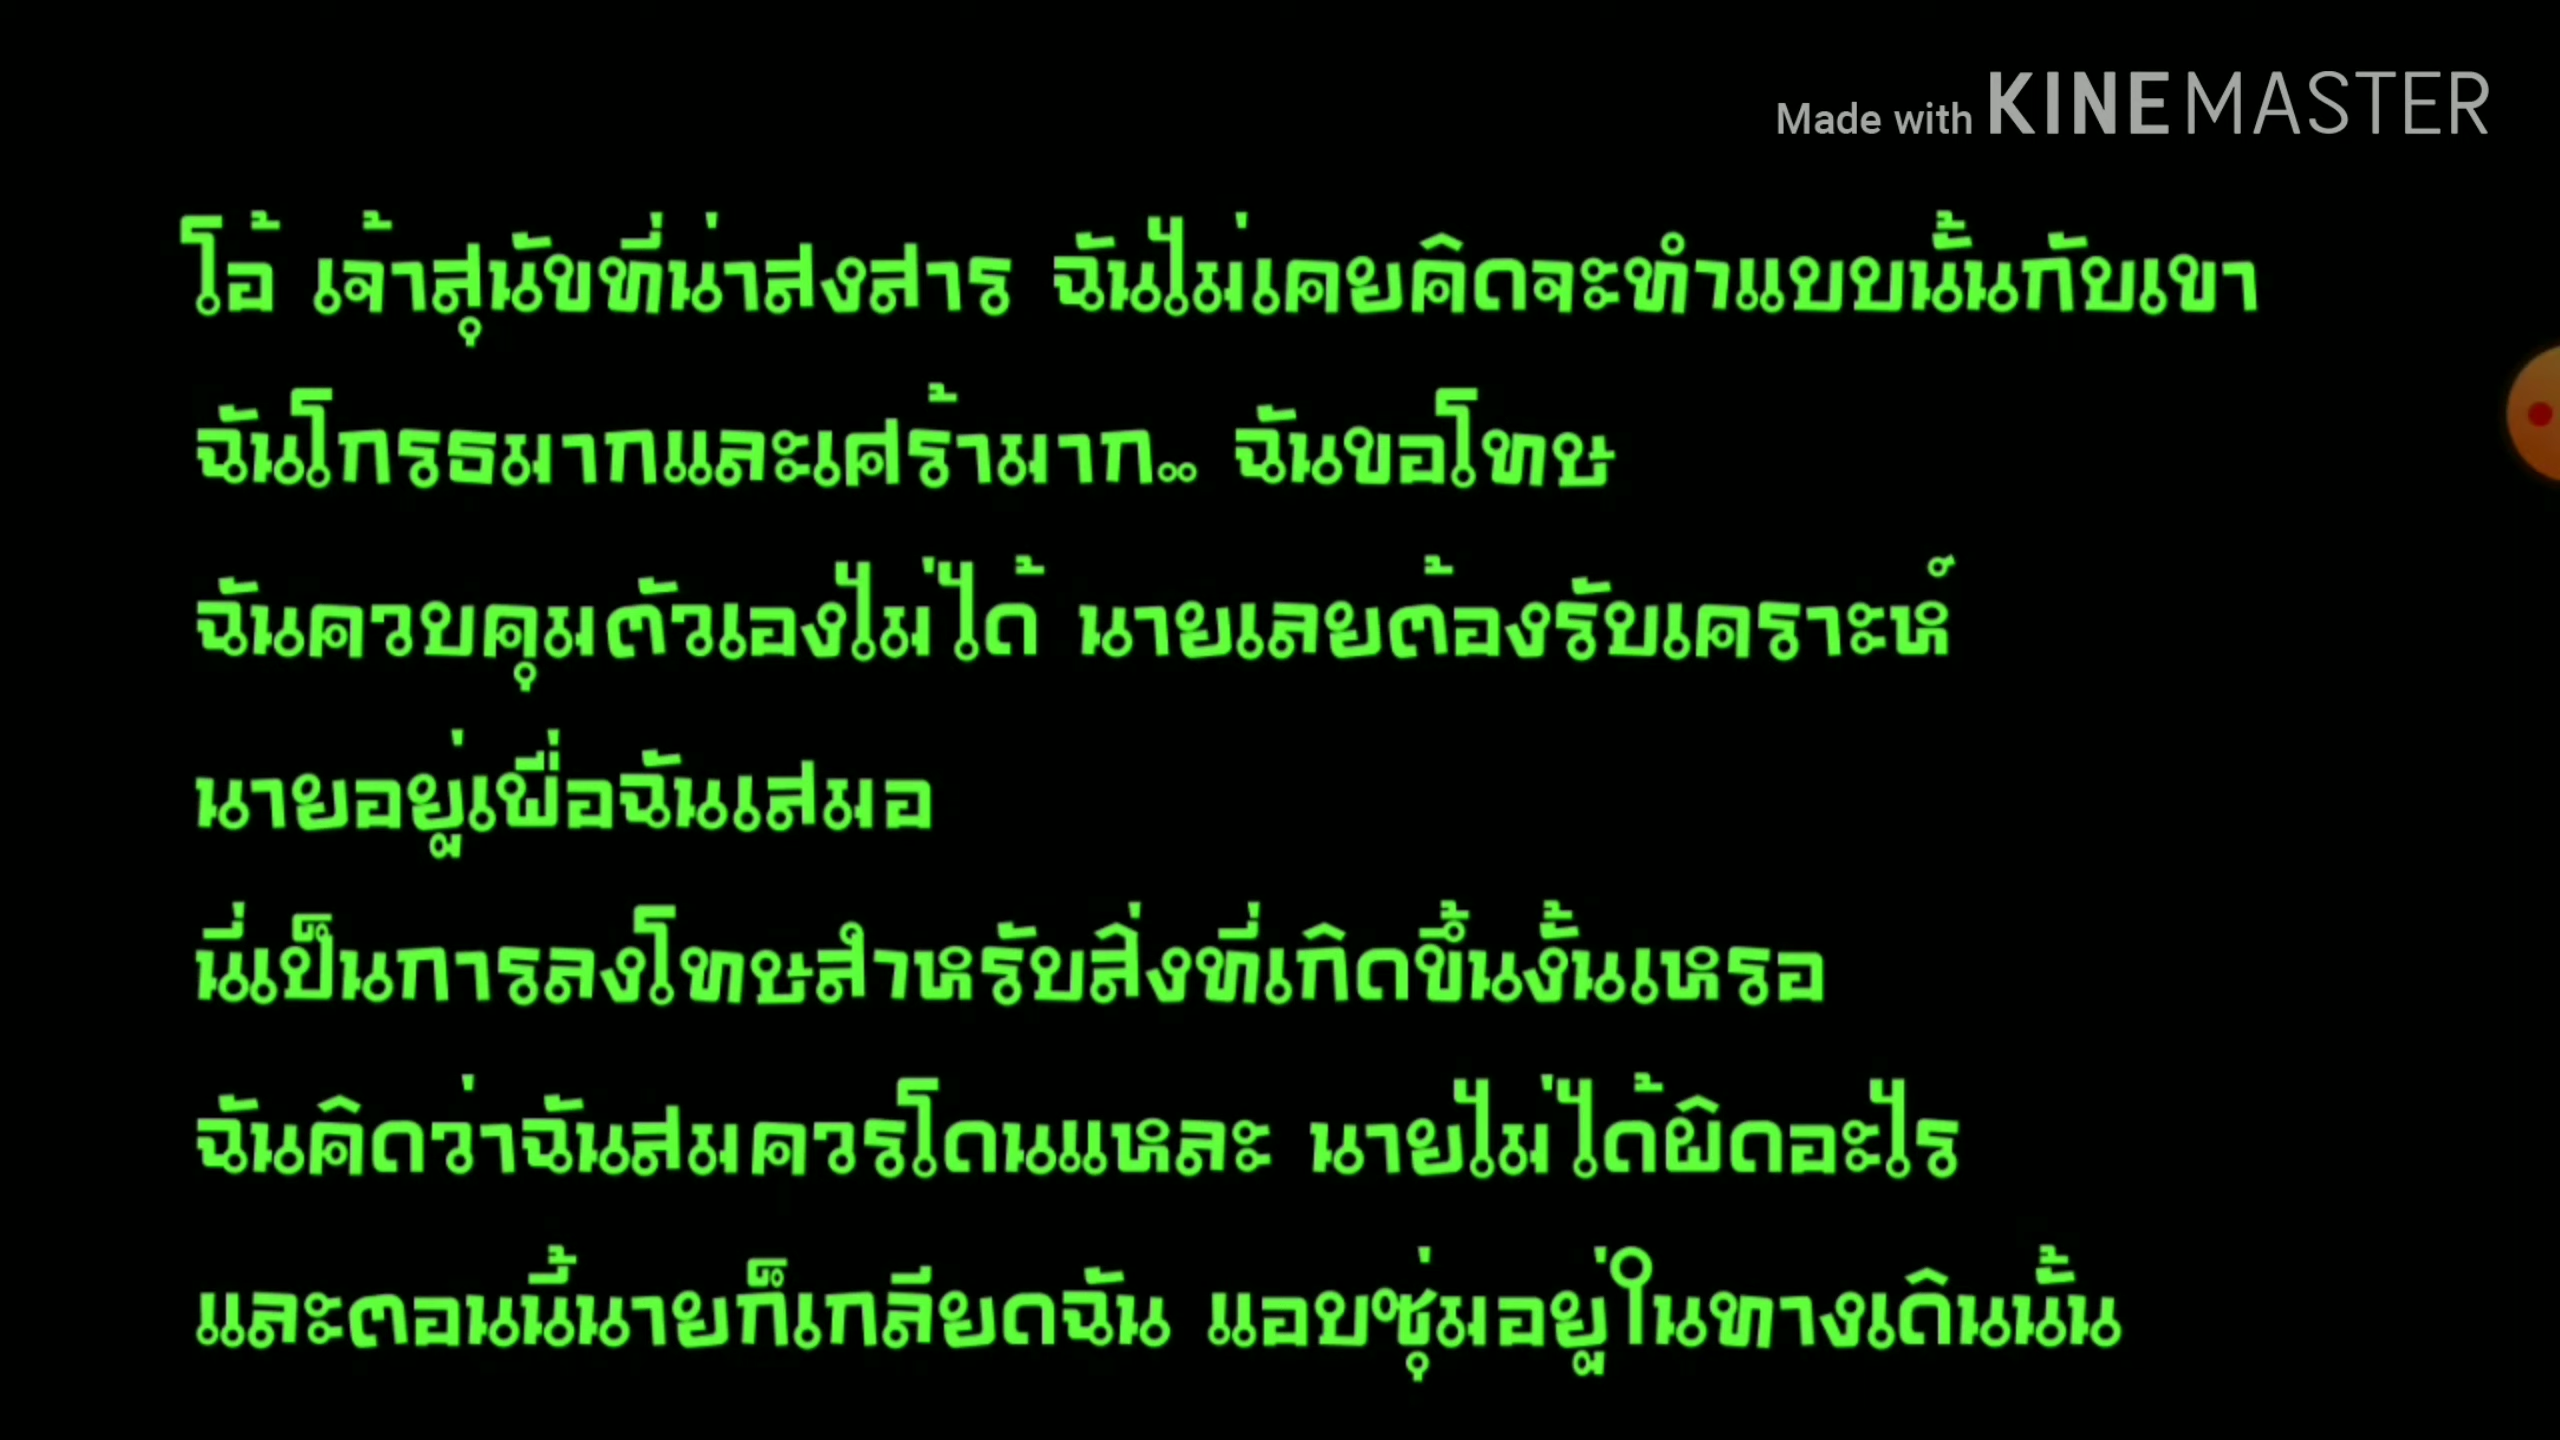 Made with KINEMASTER
โอ้ เจ้าสุนัขที่น่าสงสาร ฉันไม่เคยคิดจะทำแบบนั้นกับเขา
ฉันโกรธมากและเศร้ามาก.. ฉันขอโทษ
ฉันควบคุมตัวเองไม่ได้ นายเลยต้องรับเคราะห์
นายอยู่เพื่อฉันเสมอ
นี่เป็นการลงโทษสำหรับสิ่งที่เกิดขึ้นงั้นเหรอ
ฉันคิดว่าฉันสมควรโดนแหละ นายไม่ได้ผิดอะไร
และตอนนี้นายก็เกลียดฉัน แอบซุ่มอยู่ในทางเดินนั้น